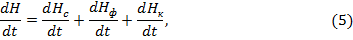 dH/dt = dH_c/dt + dH_ф/dt + dH_к/dt, (5)